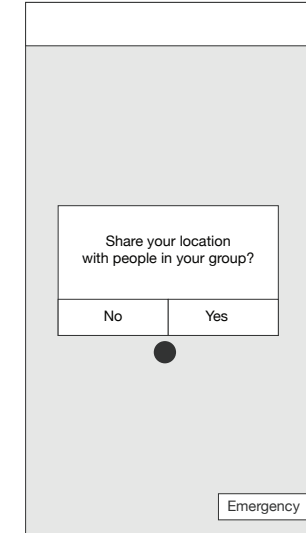 Share your location
with people in your group?
No
Yes
Emergency